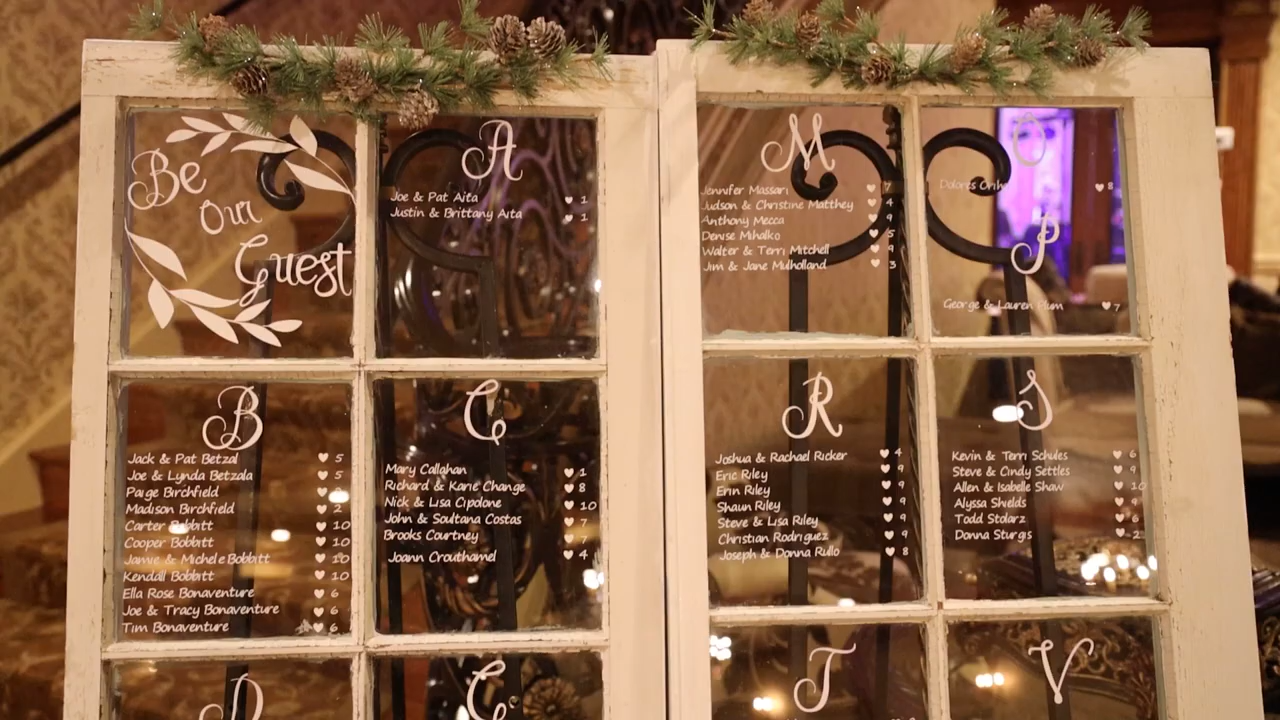 Be
Our
Guest
A
Joe & Pat Aita ♥ 1
Justin & Brittany Aita ♥ 1
B
Jack & Pat Betzal ♥ 5
Joe & Lynda Betzala ♥ 5
Paige Birchfield ♥ 2
Madison Birchfield ♥ 2
Carter Bobbitt ♥ 10
Cooper Bobbitt ♥ 10
Jamie & Michele Bobbitt ♥ 10
Kendall Bobbitt ♥ 10
Ella Rose Bonaventure ♥ 6
Joe & Tracy Bonaventure ♥ 6
Tim Bonaventure ♥ 6
C
Mary Callahan ♥ 1
Richard & Karie Change ♥ 8
Nick & Lisa Cipolone ♥ 10
John & Soultana Costas ♥ 7
Brooks Courtney ♥ 7
Joann Crouthamel ♥ 4
D
M
Jennifer Massari ♥ 7
Judson & Christine Matthey ♥ 4
Anthony Mecca ♥ 9
Denise Mihalko ♥ 5
Walter & Terri Mitchell ♥ 9
Jim & Jane Mulholland ♥ 3
O
Dolores ♥ 8
P
George & Lauren Plum ♥ 7
R
Joshua & Rachael Ricker ♥ 4
Eric Riley ♥ 9
Erin Riley ♥ 9
Shaun Riley ♥ 9
Steve & Lisa Riley ♥ 9
Christian Rodriguez ♥ 9
Joseph & Donna Rullo ♥ 8
S
Kevin & Terri Schules ♥ 6
Steve & Cindy Settles ♥ 9
Allen & Isabelle Shaw ♥ 10
Alyssa Shields ♥ 9
Todd Stolarz ♥ 6
Donna Sturgis ♥ 2
T
V